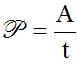 𝒫 = A/t